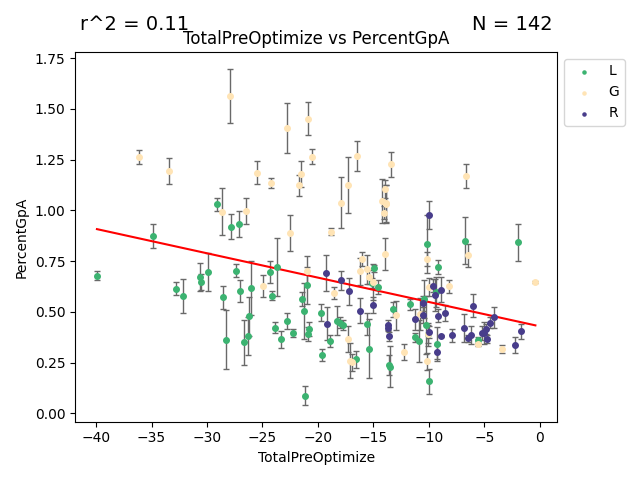 r^2 = 0.11
N = 142
TotalPreOptimize vs PercentGpA
1.75
1.50
1.25
1.00
0.75
0.50
0.25
0.00
PercentGpA
−40
−35
−30
−25
−20
−15
−10
−5
0
TotalPreOptimize
L
G
R